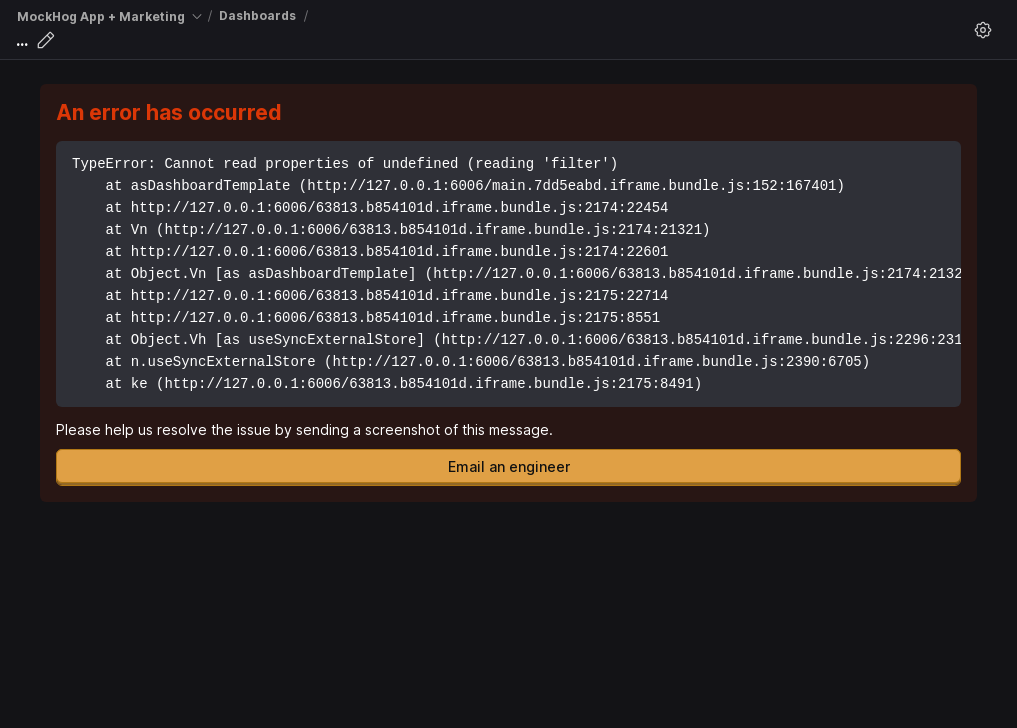 MockHog App + Marketing / Dashboards /
...
An error has occurred
TypeError: Cannot read properties of undefined (reading 'filter')
    at asDashboardTemplate (http://127.0.0.1:6006/main.7dd5eabd.iframe.bundle.js:152:167401)
    at http://127.0.0.1:6006/63813.b854101d.iframe.bundle.js:2174:22454
    at Vn (http://127.0.0.1:6006/63813.b854101d.iframe.bundle.js:2174:21321)
    at http://127.0.0.1:6006/63813.b854101d.iframe.bundle.js:2174:22601
    at Object.Vn [as asDashboardTemplate] (http://127.0.0.1:6006/63813.b854101d.iframe.bundle.js:2174:2132
    at http://127.0.0.1:6006/63813.b854101d.iframe.bundle.js:2175:22714
    at http://127.0.0.1:6006/63813.b854101d.iframe.bundle.js:2175:8551
    at Object.Vh [as useSyncExternalStore] (http://127.0.0.1:6006/63813.b854101d.iframe.bundle.js:2296:231
    at n.useSyncExternalStore (http://127.0.0.1:6006/63813.b854101d.iframe.bundle.js:2390:6705)
    at ke (http://127.0.0.1:6006/63813.b854101d.iframe.bundle.js:2175:8491)
Please help us resolve the issue by sending a screenshot of this message.
Email an engineer